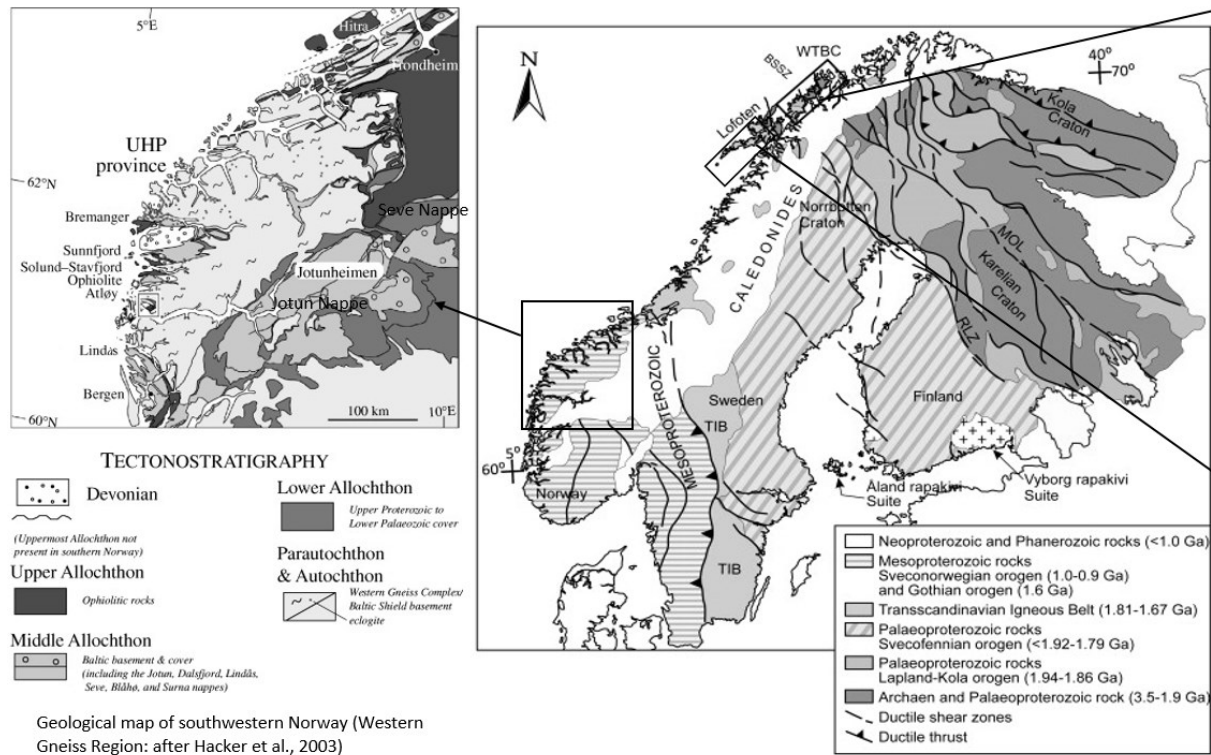 5°E
Hitra
Trondheim
UHP
province
62°N
Bremanger
Seve Nappe
Sunnfjord
Solund–Stavfjord
Ophiolite
Atløy
Jotunheimen
Jotun Nappe
Lindås
Bergen
60°N
100 km
10°E
TECTONOSTRATIGRAPHY
Devonian
(Uppermost Allochthon not
present in southern Norway)
Upper Allochthon
Ophiolitic rocks
Middle Allochthon
Baltic basement & cover
(including the Jotun, Dalsfjord, Lindås,
Seve, Blåhø, and Surna nappes)
Lower Allochthon
Upper Proterozoic to
Lower Palaeozoic cover
Parautochthon
& Autochthon
Western Gneiss Complex/
Baltic Shield basement
eclogite
Geological map of southwestern Norway (Western
Gneiss Region: after Hacker et al., 2003)
N
WTBC
BSSZ
Lofoten
40°
70°
Kola
Craton
CALEDONIDES
Norrbotten
Craton
MOL
Karelian
Craton
RLZ
MESOPROTEROZOIC
Sweden
Finland
TIB
5°
60°
Norway
TIB
Åland rapakivi
Suite
Vyborg rapakivi
Suite
Neoproterozoic and Phanerozoic rocks (<1.0 Ga)
Mesoproterozoic rocks
Sveconorwegian orogen (1.0-0.9 Ga)
and Gothian orogen (1.6 Ga)
Transscandinavian Igneous Belt (1.81-1.67 Ga)
Palaeoproterozoic rocks
Svecofennian orogen (<1.92-1.79 Ga)
Palaeoproterozoic rocks
Lapland-Kola orogen (1.94-1.86 Ga)
Archaen and Palaeoproterozoic rock (3.5-1.9 Ga)
Ductile shear zones
Ductile thrust